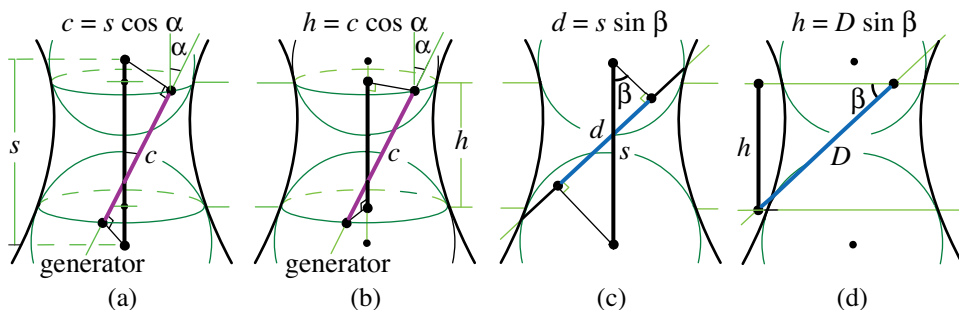 c = s cos α
h = c cos α
d = s sin β
h = D sin β
α
s
c
generator
α
c
h
generator
β
d
s
β
h
D
(a)
(b)
(c)
(d)